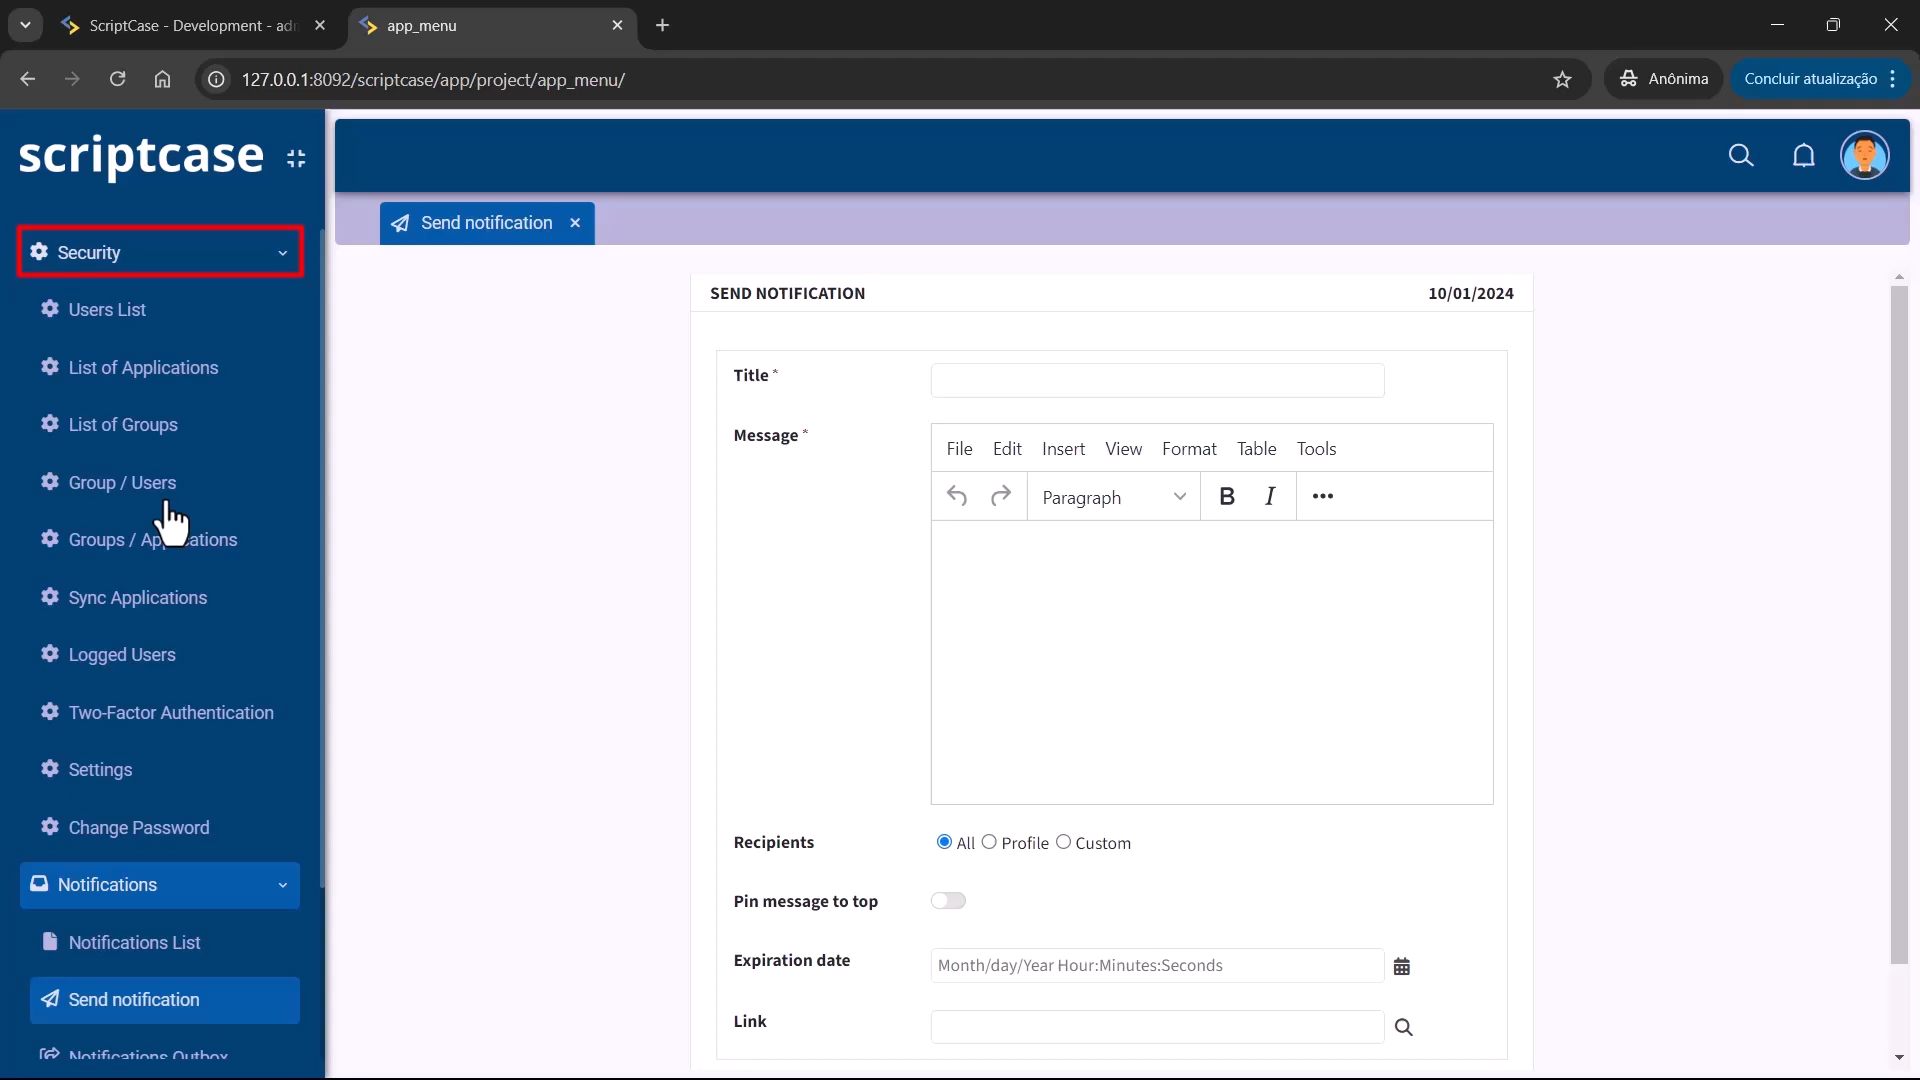 ScriptCase - Development - adn
app_menu
127.0.0.1:8092/scriptcase/app/project/app_menu/
Anônima
Concluir atualização
scriptcase
Security
Users List
List of Applications
List of Groups
Group / Users
Groups / Applications
Sync Applications
Logged Users
Two-Factor Authentication
Settings
Change Password
Notifications
Notifications List
Send notification
Notifications Outbox
Send notification
SEND NOTIFICATION 10/01/2024
Title *
Message *
File Edit Insert View Format Table Tools
Paragraph B I
Recipients All Profile Custom
Pin message to top
Expiration date Month/day/Year Hour:Minutes:Seconds
Link